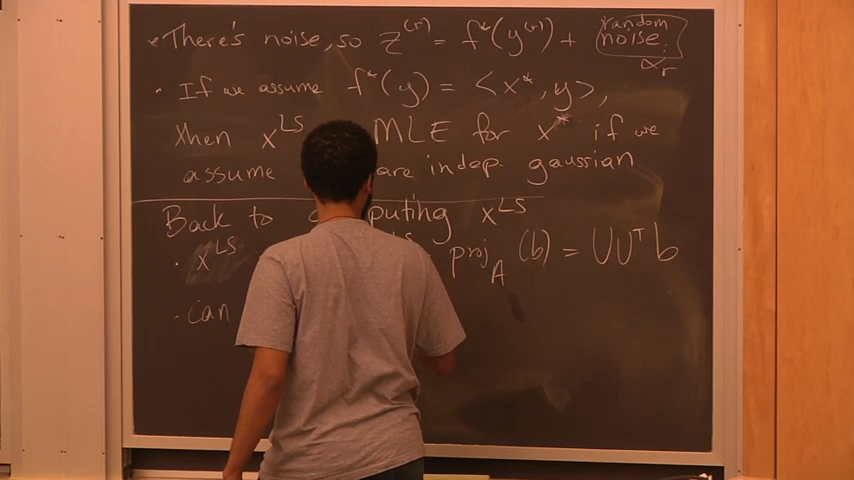 There's noise, so z^(r) = f*(y^(r)) + random noise: α_r
• If we assume f*(y) = <x*, y>,
then x^LS MLE for x* if we
assume are indep. gaussian.
Back to x^LS
• x^LS proj_A (b) = UU^T b
• can